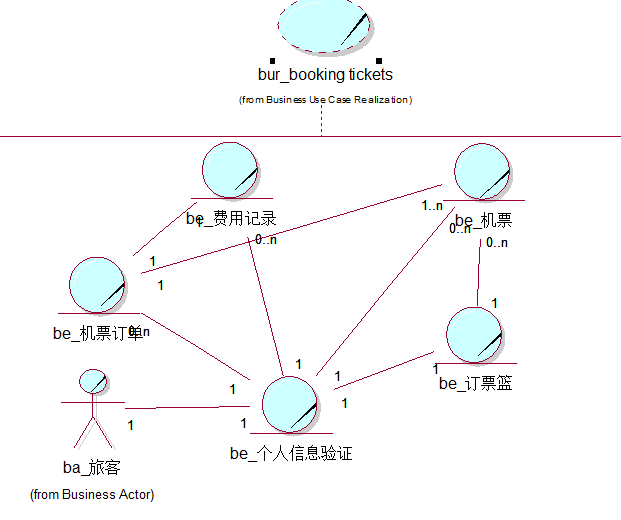 bur_booking tickets
(from Business Use Case Realization)
be_费用记录
1
0..n
be_机票
1..n
0..n
0..n
1
1
be_机票订单
0..n
1
be_订票篮
1
1
1
1
1
1
1
ba_旅客
be_个人信息验证
(from Business Actor)